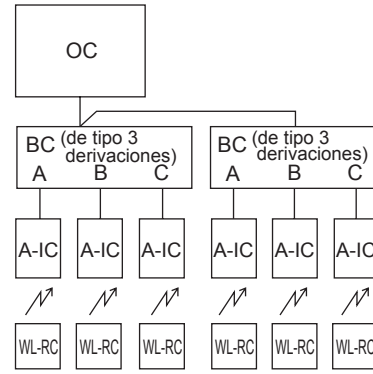 OC
BC (de tipo 3 derivaciones)
A B C
BC (de tipo 3 derivaciones)
A B C
A-IC A-IC A-IC A-IC A-IC A-IC
WL-RC WL-RC WL-RC WL-RC WL-RC WL-RC